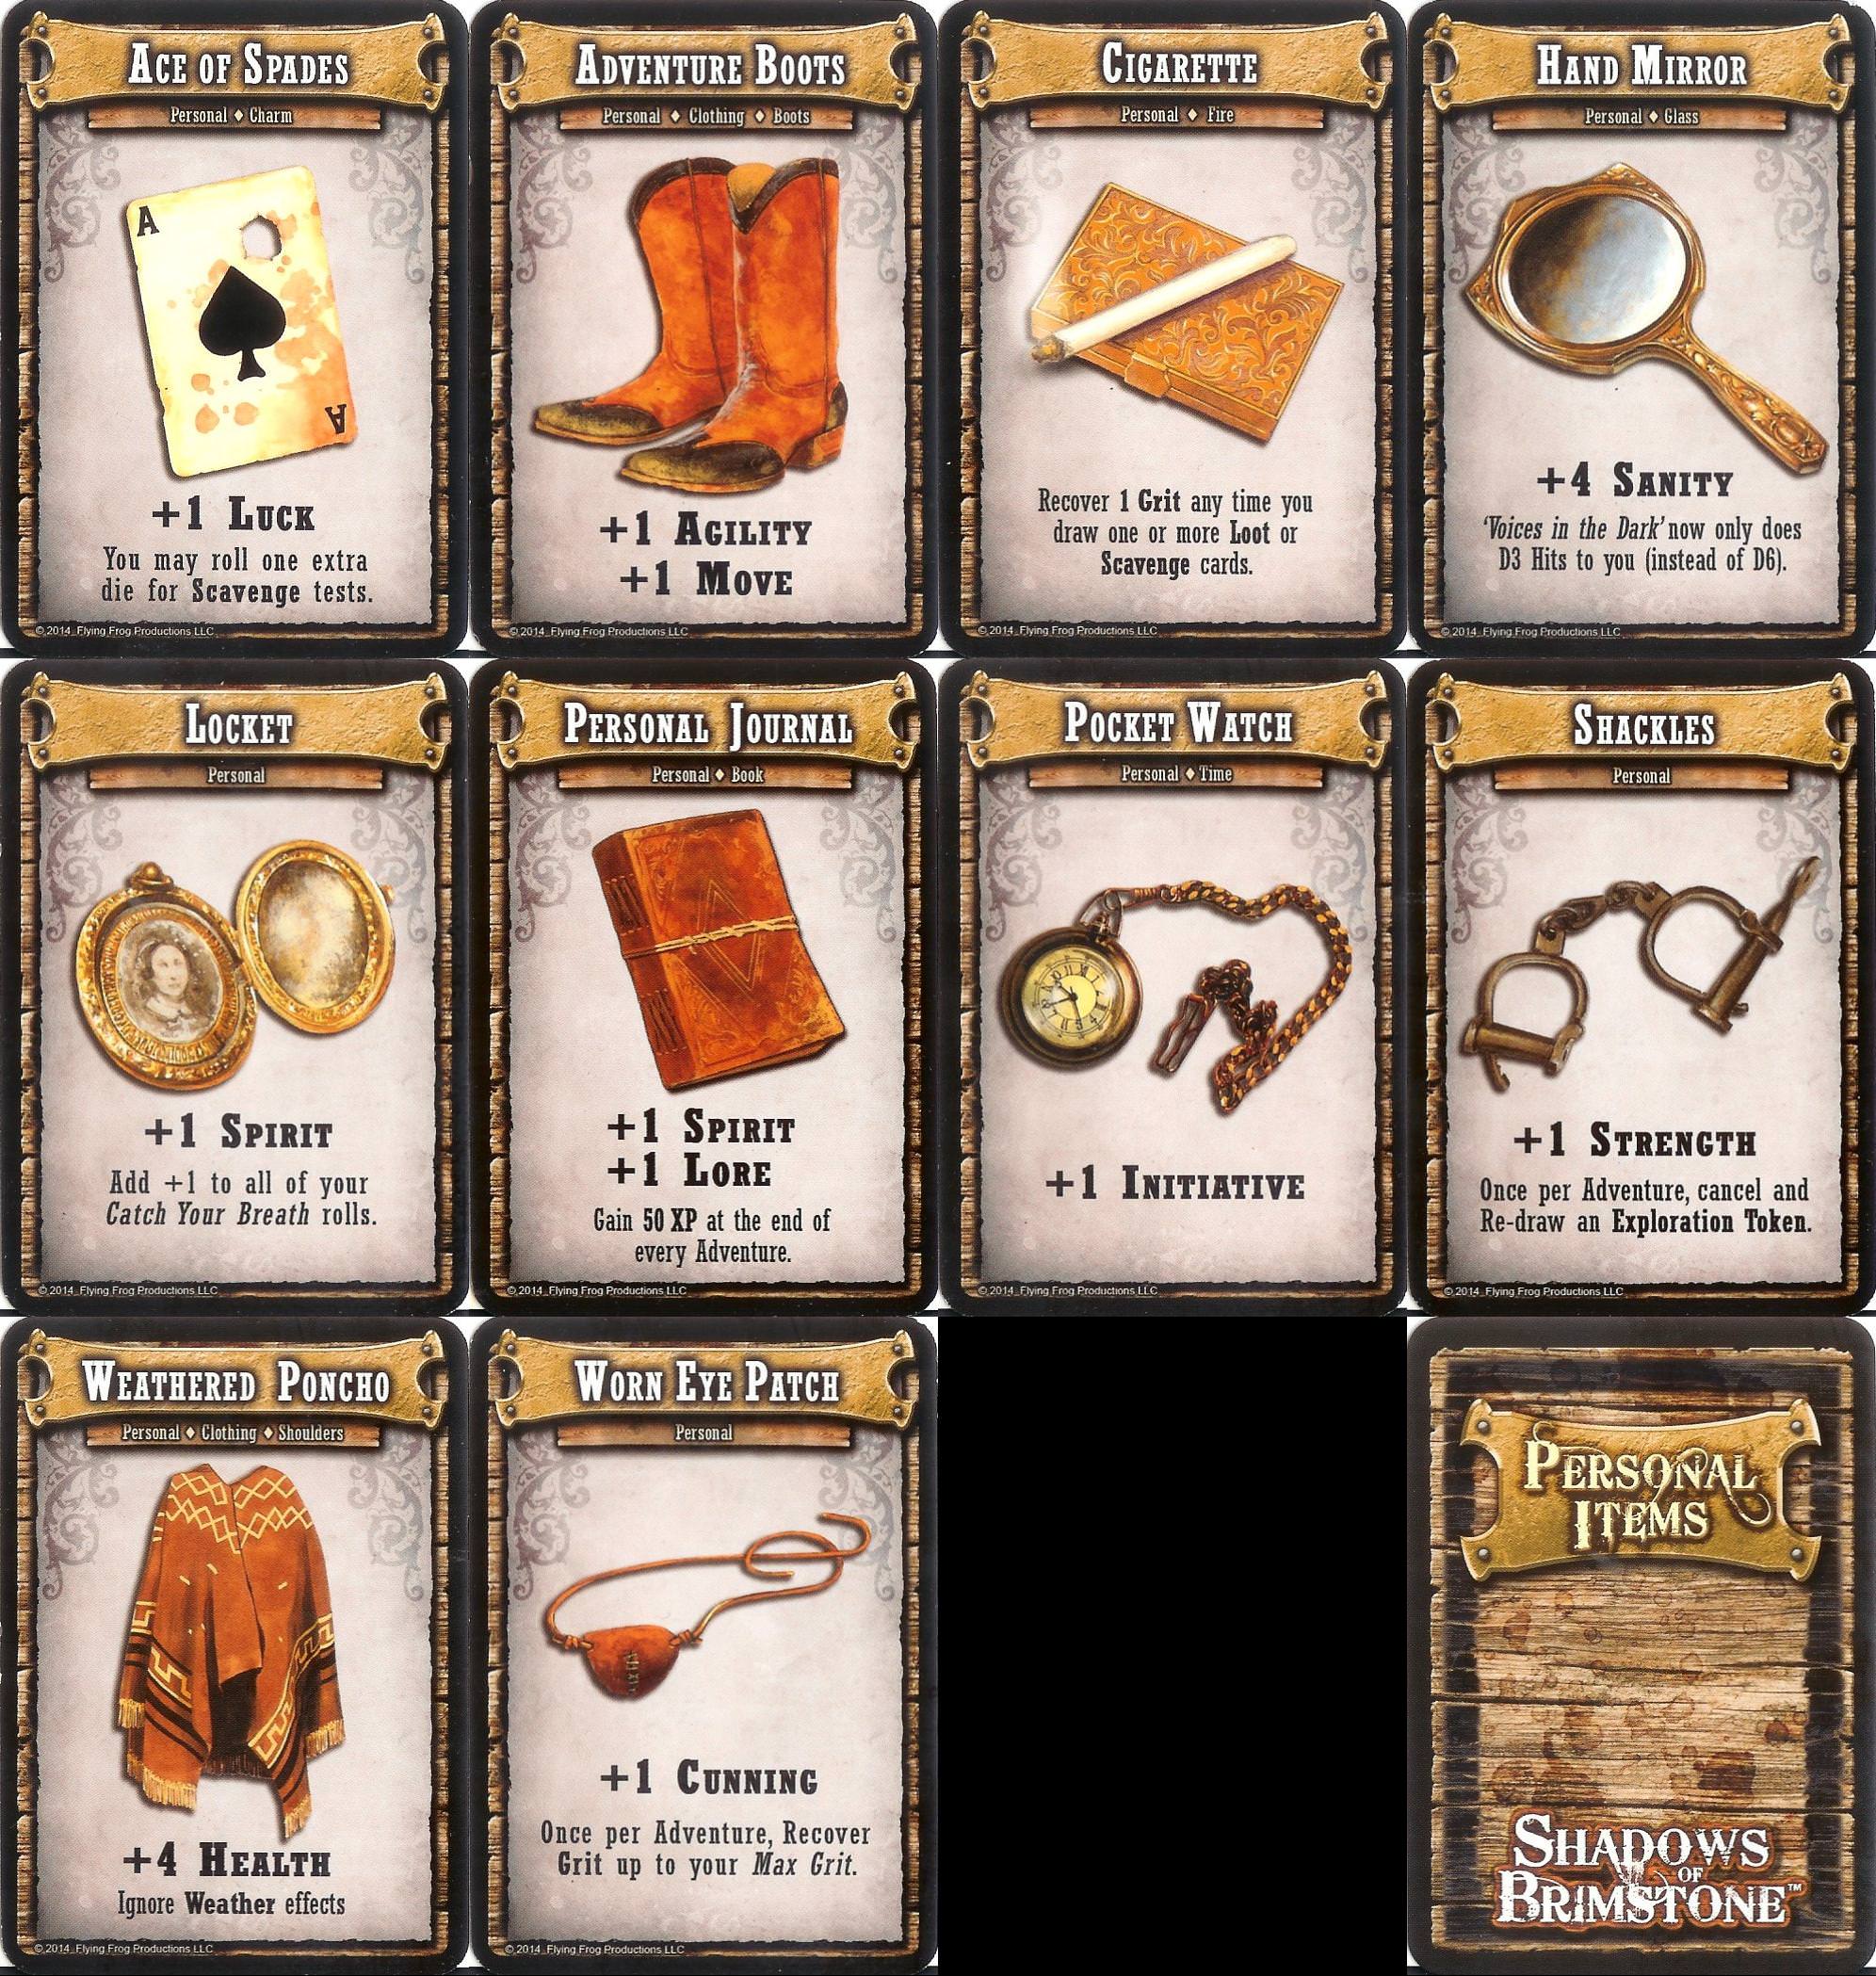 ACE OF SPADES
Personal ♦ Charm
A
A
+1 LUCK
You may roll one extra
die for Scavenge tests.
© 2014 Flying Frog Productions LLC
ADVENTURE BOOTS
Personal ♦ Clothing ♦ Boots
+1 AGILITY
+1 MOVE
© 2014 Flying Frog Productions LLC
CIGARETTE
Personal ♦ Fire
Recover 1 Grit any time you
draw one or more Loot or
Scavenge cards.
© 2014 Flying Frog Productions LLC
HAND MIRROR
Personal ♦ Glass
+4 SANITY
'Voices in the Dark' now only does
D3 Hits to you (instead of D6).
© 2014 Flying Frog Productions LLC
LOCKET
Personal
+1 SPIRIT
Add +1 to all of your
Catch Your Breath rolls.
© 2014 Flying Frog Productions LLC
PERSONAL JOURNAL
Personal ♦ Book
+1 SPIRIT
+1 LORE
Gain 50 XP at the end of
every Adventure.
© 2014 Flying Frog Productions LLC
POCKET WATCH
Personal ♦ Time
+1 INITIATIVE
© 2014 Flying Frog Productions LLC
SHACKLES
Personal
+1 STRENGTH
Once per Adventure, cancel and
Re-draw an Exploration Token.
© 2014 Flying Frog Productions LLC
WEATHERED PONCHO
Personal ♦ Clothing ♦ Shoulders
+4 HEALTH
Ignore Weather effects
© 2014 Flying Frog Productions LLC
WORN EYE PATCH
Personal
+1 CUNNING
Once per Adventure, Recover
Grit up to your Max Grit.
© 2014 Flying Frog Productions LLC
PERSONAL
ITEMS
SHADOWS
OF
BRIMSTONE™